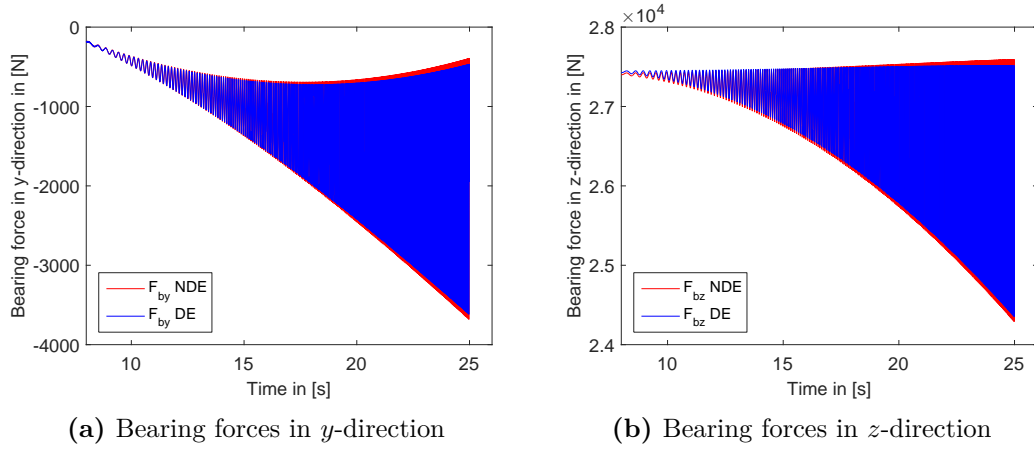 0
-1000
-2000
-3000
-4000
Bearing force in y-direction in [N]
F_by NDE
F_by DE
10 15 20 25
Time in [s]
(a) Bearing forces in y-direction
×10^4
2.8
2.7
2.6
2.5
2.4
Bearing force in z-direction in [N]
F_bz NDE
F_bz DE
10 15 20 25
Time in [s]
(b) Bearing forces in z-direction